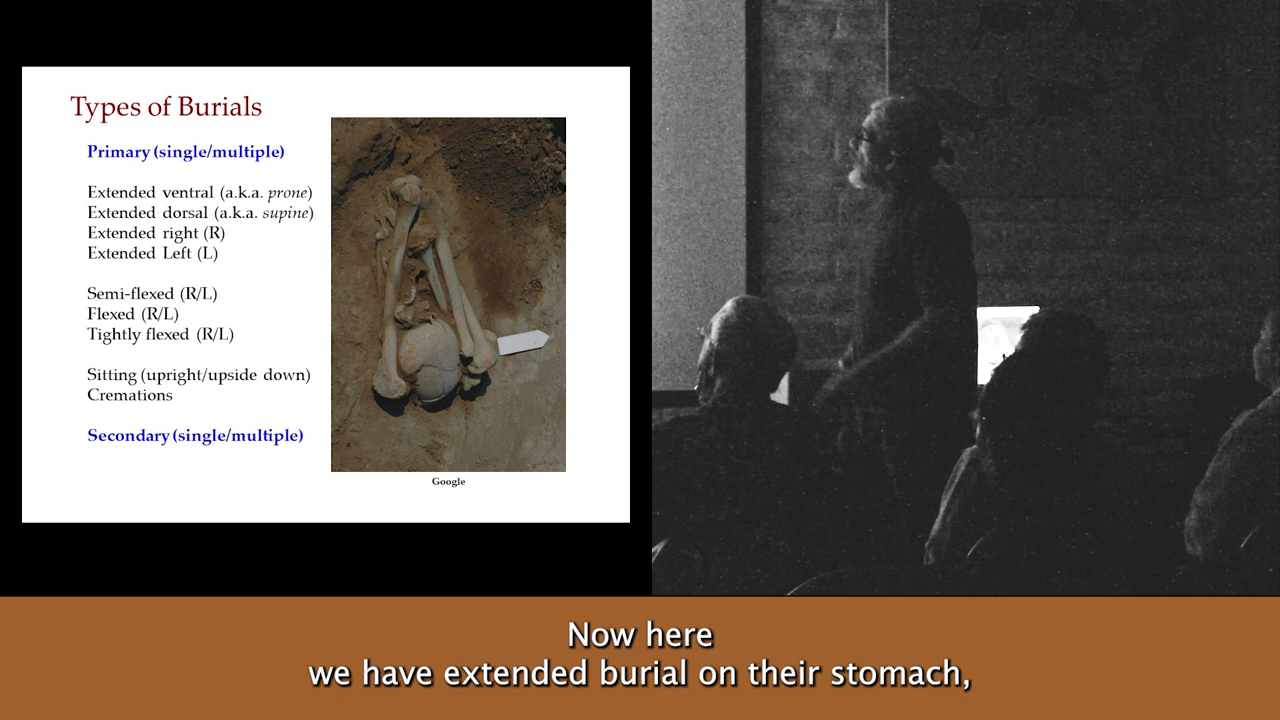 Types of Burials
Primary (single/multiple)
Extended ventral (a.k.a. prone)
Extended dorsal (a.k.a. supine)
Extended right (R)
Extended Left (L)
Semi-flexed (R/L)
Flexed (R/L)
Tightly flexed (R/L)
Sitting (upright/upside down)
Cremations
Secondary (single/multiple)
Google
Now here
we have extended burial on their stomach,